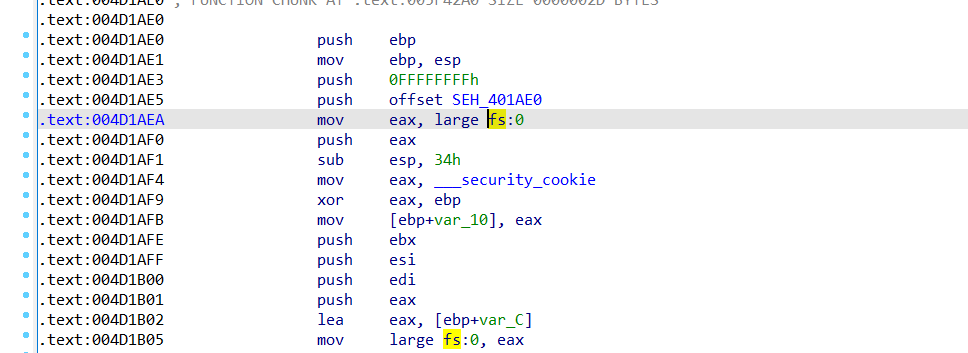 .text:004D1AE0 ; FUNCTION CHUNK AT .text:005F42A0 SIZE 0000002D BYTES
.text:004D1AE0
.text:004D1AE0 push ebp
.text:004D1AE1 mov ebp, esp
.text:004D1AE3 push 0FFFFFFFFh
.text:004D1AE5 push offset SEH_401AE0
.text:004D1AEA mov eax, large fs:0
.text:004D1AF0 push eax
.text:004D1AF1 sub esp, 34h
.text:004D1AF4 mov eax, ___security_cookie
.text:004D1AF9 xor eax, ebp
.text:004D1AFB mov [ebp+var_10], eax
.text:004D1AFE push ebx
.text:004D1AFF push esi
.text:004D1B00 push edi
.text:004D1B01 push eax
.text:004D1B02 lea eax, [ebp+var_C]
.text:004D1B05 mov large fs:0, eax